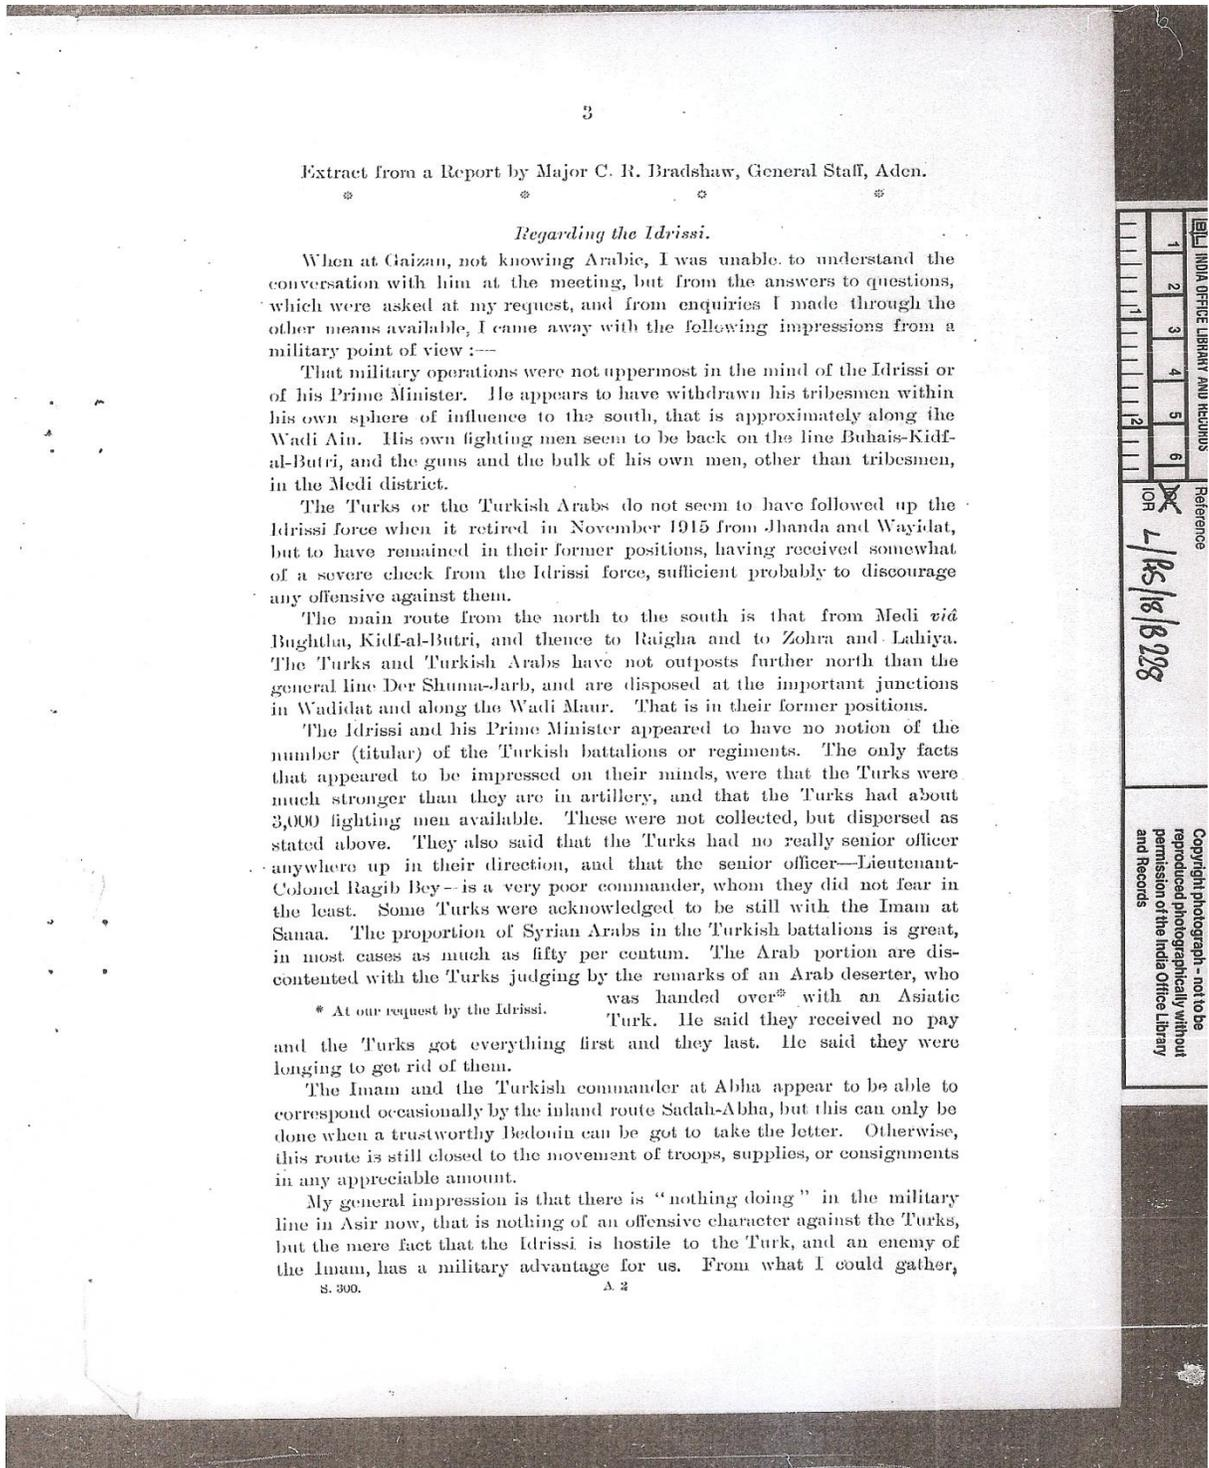 3
Extract from a Report by Major C. R. Bradshaw, General Staff, Aden.
* * * *
Regarding the Idrissi.
When at Gaizan, not knowing Arabic, I was unable to understand the
conversation with him at the meeting, but from the answers to questions,
which were asked at my request, and from enquiries I made through the
other means available, I came away with the following impressions from a
military point of view :—
That military operations were not uppermost in the mind of the Idrissi or
of his Prime Minister. He appears to have withdrawn his tribesmen within
his own sphere of influence to the south, that is approximately along the
Wadi Ain. His own fighting men seem to be back on the line Buhais-Kidf-
al-Butri, and the guns and the bulk of his own men, other than tribesmen,
in the Medi district.
The Turks or the Turkish Arabs do not seem to have followed up the
Idrissi force when it retired in November 1915 from Jhanda and Wayidat,
but to have remained in their former positions, having received somewhat
of a severe check from the Idrissi force, sufficient probably to discourage
any offensive against them.
The main route from the north to the south is that from Medi viâ
Bughtha, Kidf-al-Butri, and thence to Raigha and to Zohra and Lahiya.
The Turks and Turkish Arabs have not outposts further north than the
general line Der Shuma-Jarb, and are disposed at the important junctions
in Wadidat and along the Wadi Maur. That is in their former positions.
The Idrissi and his Prime Minister appeared to have no notion of the
number (titular) of the Turkish battalions or regiments. The only facts
that appeared to be impressed on their minds, were that the Turks were
much stronger than they are in artillery, and that the Turks had about
3,000 fighting men available. These were not collected, but dispersed as
stated above. They also said that the Turks had no really senior officer
anywhere up in their direction, and that the senior officer—Lieutenant-
Colonel Ragib Bey—is a very poor commander, whom they did not fear in
the least. Some Turks were acknowledged to be still with the Imam at
Sanaa. The proportion of Syrian Arabs in the Turkish battalions is great,
in most cases as much as fifty per centum. The Arab portion are dis-
contented with the Turks judging by the remarks of an Arab deserter, who
was handed over* with an Asiatic
* At our request by the Idrissi.
Turk. He said they received no pay
and the Turks got everything first and they last. He said they were
longing to get rid of them.
The Imam and the Turkish commander at Abha appear to be able to
correspond occasionally by the inland route Sadah-Abha, but this can only be
done when a trustworthy Bedouin can be got to take the letter. Otherwise,
this route is still closed to the movement of troops, supplies, or consignments
in any appreciable amount.
My general impression is that there is "nothing doing" in the military
line in Asir now, that is nothing of an offensive character against the Turks,
but the mere fact that the Idrissi is hostile to the Turk, and an enemy of
the Imam, has a military advantage for us. From what I could gather,
S. 300. A. 2
BL INDIA OFFICE LIBRARY AND RECORDS
1 2 3 4 5 6
1 2
Reference
IOR L/PS/18/B228
Copyright photograph - not to be
reproduced photographically without
permission of the India Office Library
and Records